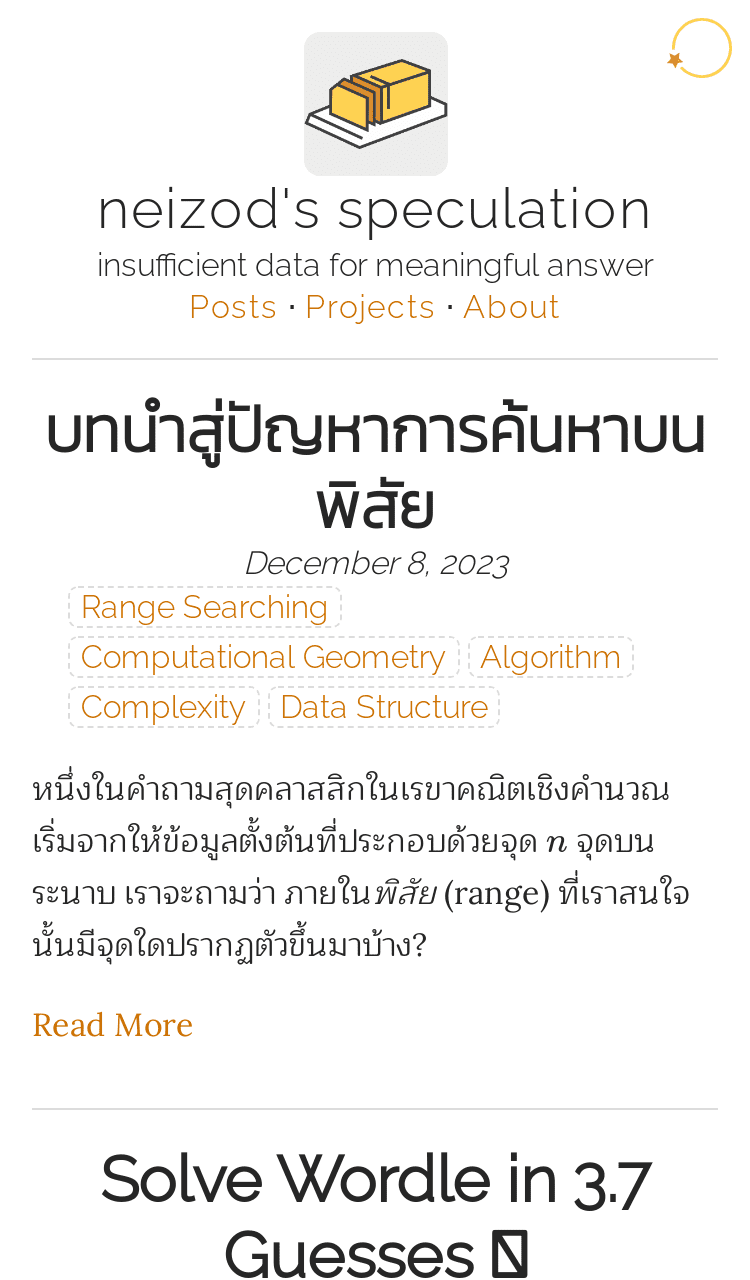 neizod's speculation
insufficient data for meaningful answer
Posts · Projects · About
บทนำสู่ปัญหาการค้นหาบน
พิสัย
December 8, 2023
Range Searching
Computational Geometry Algorithm
Complexity Data Structure
หนึ่งในคำถามสุดคลาสสิกในเรขาคณิตเชิงคำนวณ
เริ่มจากให้ข้อมูลตั้งต้นที่ประกอบด้วยจุด n จุดบน
ระนาบ เราจะถามว่า ภายในพิสัย (range) ที่เราสนใจ
นั้นมีจุดใดปรากฏตัวขึ้นมาบ้าง?
Read More
Solve Wordle in 3.7
Guesses